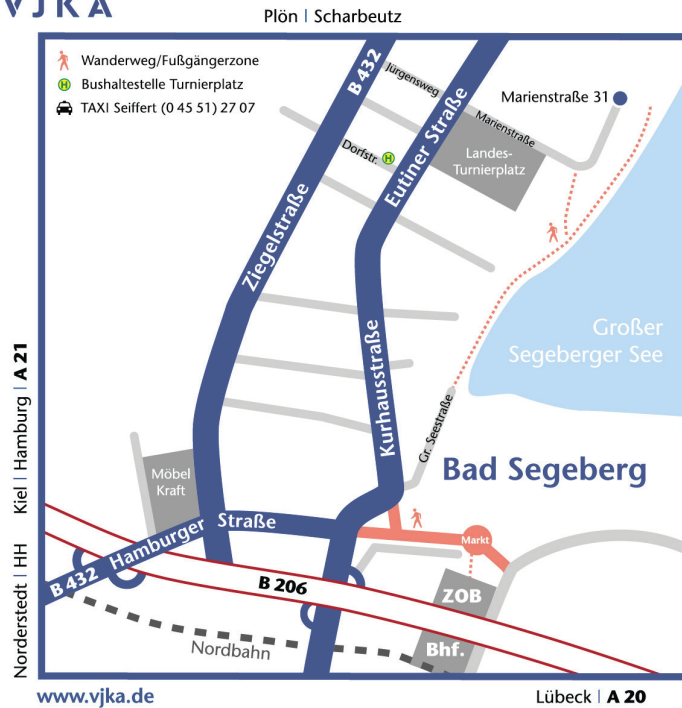 VJKA
Plön | Scharbeutz
Wanderweg/Fußgängerzone
Bushaltestelle Turnierplatz
TAXI Seiffert (0 45 51) 27 07
B 432
Jürgensweg
Marienstraße 31
Marienstraße
Eutiner Straße
Dorfstr.
H
H
Landes-
Turnierplatz
Ziegelstraße
Großer
Segeberger See
Kurhausstraße
Gr. Seestraße
Bad Segeberg
Möbel
Kraft
Hamburger Straße
B 432
Markt
B 206
ZOB
Bhf.
Nordbahn
Norderstedt | HH Kiel | Hamburg | A 21
www.vjka.de
Lübeck | A 20